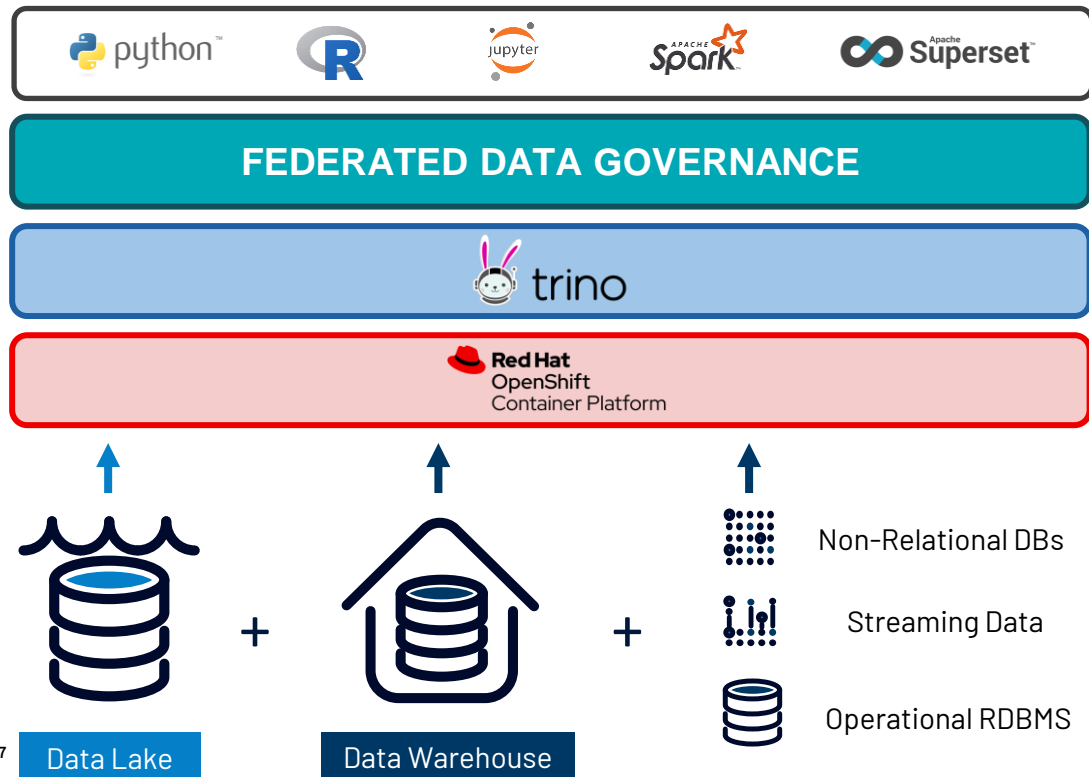 python™
R
jupyter
APACHE
Spark™
Apache
Superset™
FEDERATED DATA GOVERNANCE
trino
Red Hat
OpenShift
Container Platform
Non-Relational DBs
+
+
Streaming Data
Operational RDBMS
7
Data Lake
Data Warehouse